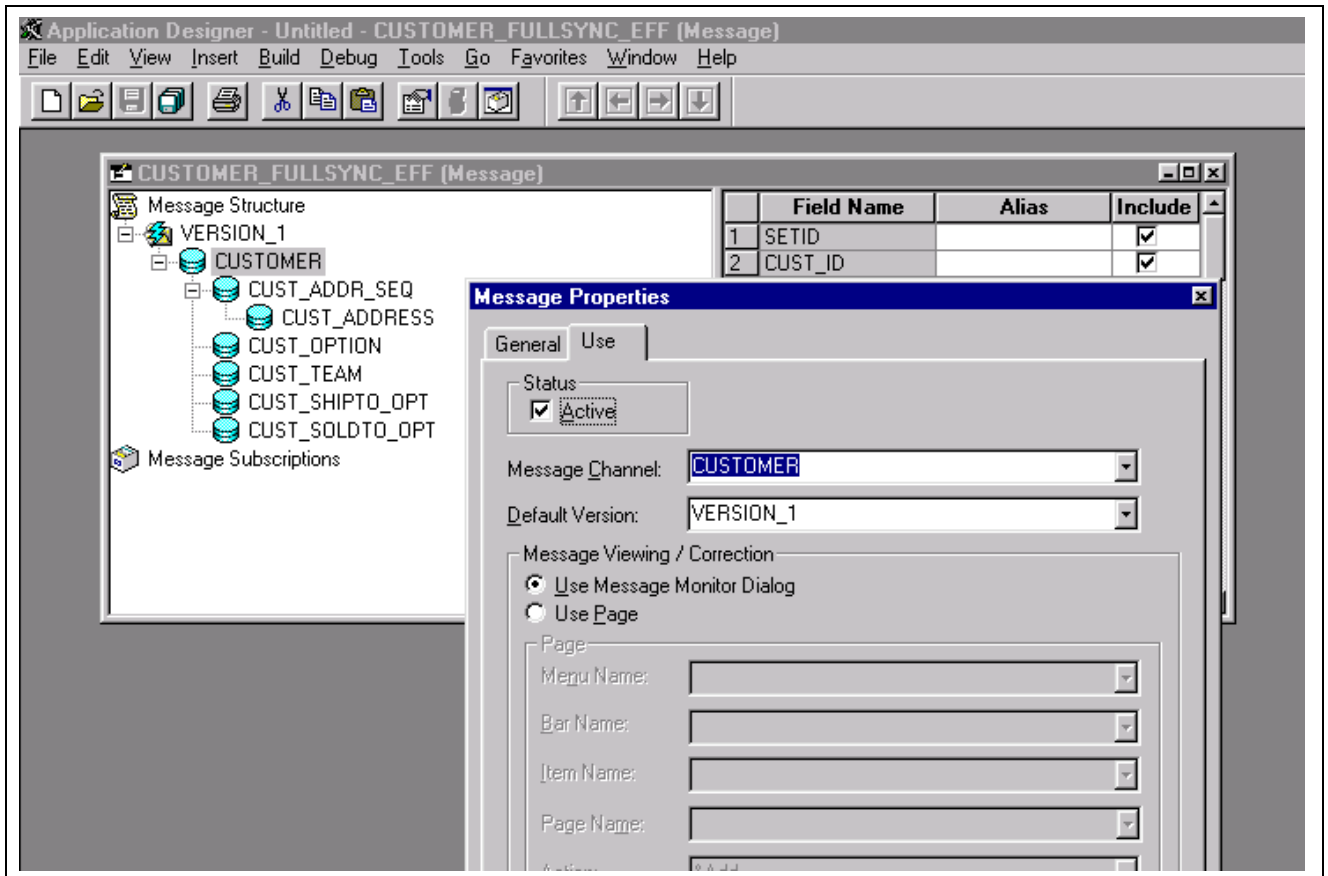 Application Designer - Untitled - CUSTOMER_FULLSYNC_EFF (Message)
File Edit View Insert Build Debug Tools Go Favorites Window Help
CUSTOMER_FULLSYNC_EFF (Message)
Message Structure
VERSION_1
CUSTOMER
CUST_ADDR_SEQ
CUST_ADDRESS
CUST_OPTION
CUST_TEAM
CUST_SHIPTO_OPT
CUST_SOLDTO_OPT
Message Subscriptions
Field Name Alias Include
1 SETID
2 CUST_ID
Message Properties
General Use
Status
Active
Message Channel: CUSTOMER
Default Version: VERSION_1
Message Viewing / Correction
Use Message Monitor Dialog
Use Page
Page
Menu Name:
Bar Name:
Item Name:
Page Name: